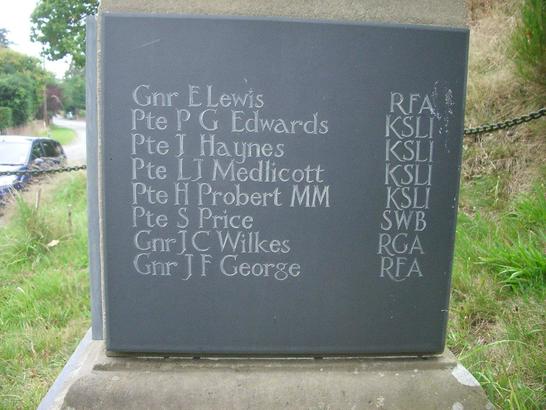 Gnr E Lewis RFA
Pte P G Edwards KSLI
Pte J Haynes KSLI
Pte L J Medlicott KSLI
Pte H Probert MM KSLI
Pte S Price SWB
Gnr J C Wilkes RGA
Gnr J F George RFA